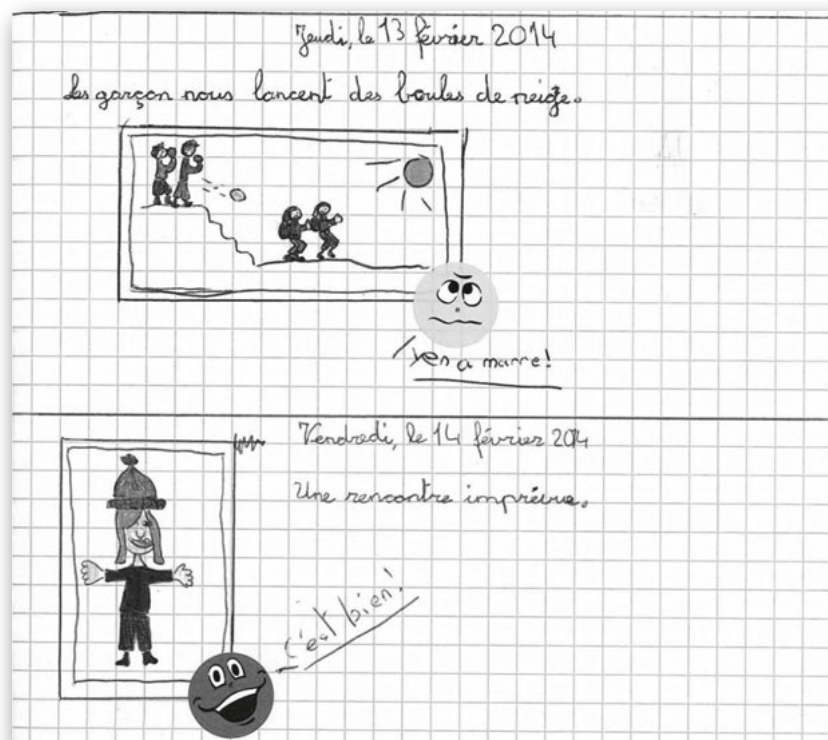 Jeudi, le 13 février 2014
Les garçon nous lancent des boules de neige.
Y'en a marre!
Vendredi, le 14 février 2014
Une rencontre imprévue.
C'est bien!